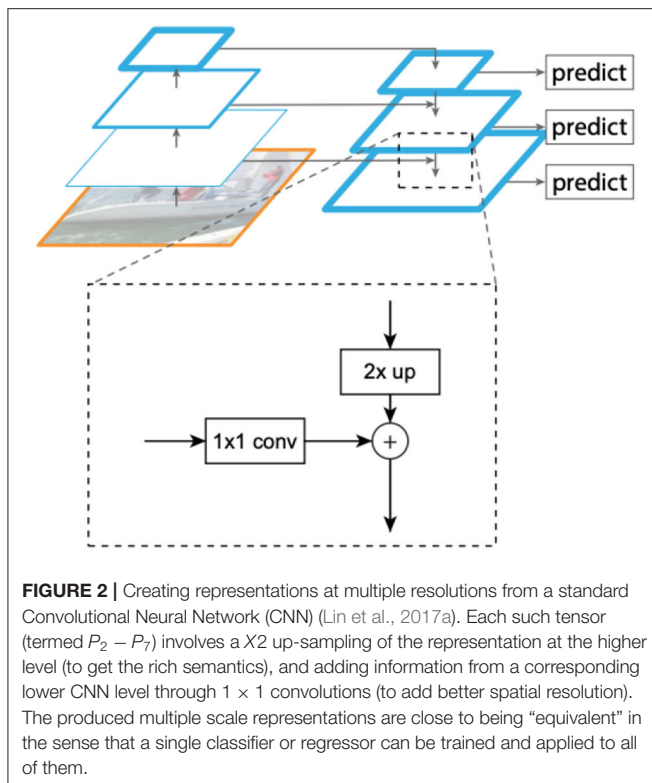 predict
predict
predict
2x up
1x1 conv
+
FIGURE 2 | Creating representations at multiple resolutions from a standard
Convolutional Neural Network (CNN) (Lin et al., 2017a). Each such tensor
(termed P₂ − P₇) involves a X2 up-sampling of the representation at the higher
level (to get the rich semantics), and adding information from a corresponding
lower CNN level through 1 × 1 convolutions (to add better spatial resolution).
The produced multiple scale representations are close to being “equivalent” in
the sense that a single classifier or regressor can be trained and applied to all
of them.